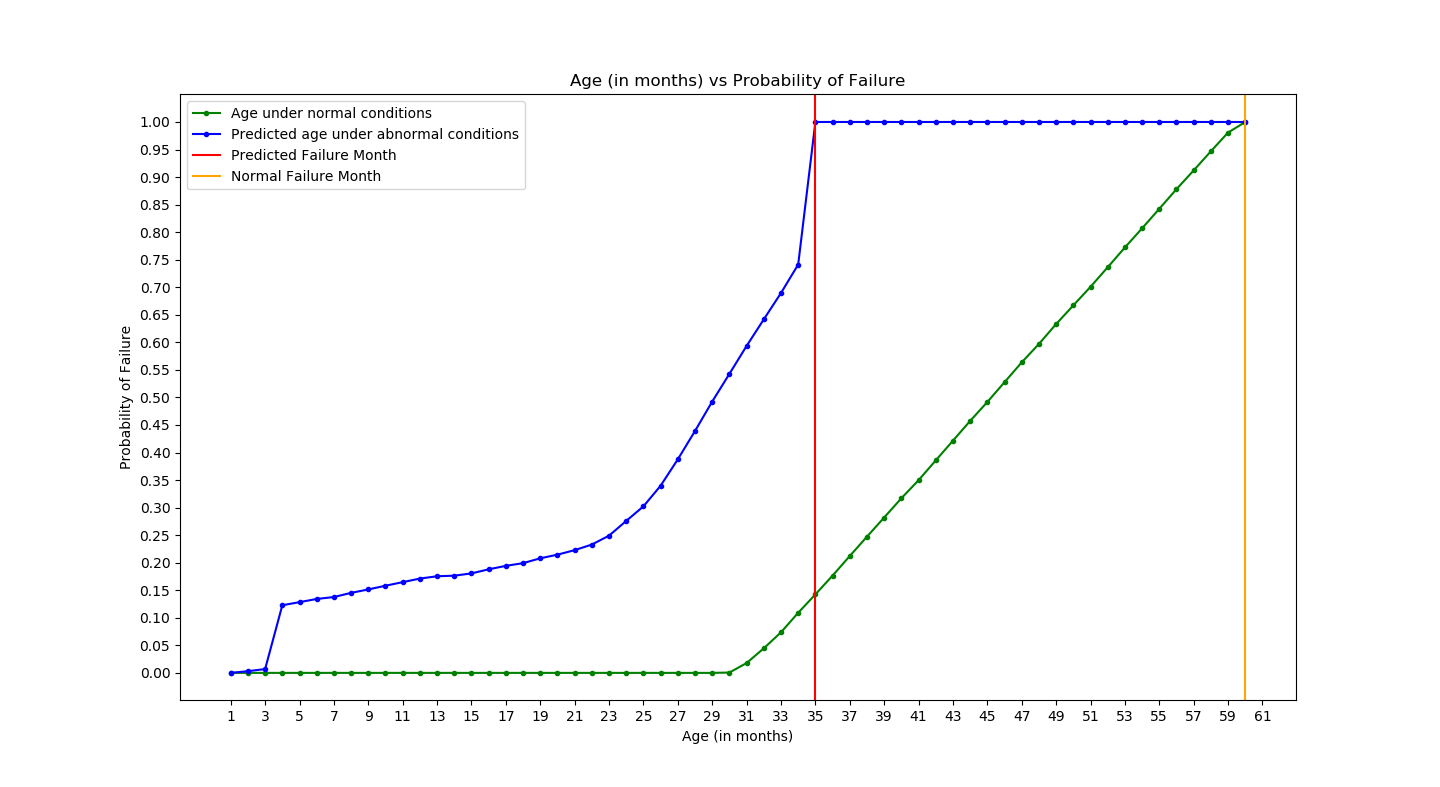 Age (in months) vs Probability of Failure
Age under normal conditions
Predicted age under abnormal conditions
Predicted Failure Month
Normal Failure Month
1.00
0.95
0.90
0.85
0.80
0.75
0.70
0.65
0.60
0.55
0.50
0.45
0.40
0.35
0.30
0.25
0.20
0.15
0.10
0.05
0.00
Probability of Failure
1 3 5 7 9 11 13 15 17 19 21 23 25 27 29 31 33 35 37 39 41 43 45 47 49 51 53 55 57 59 61
Age (in months)